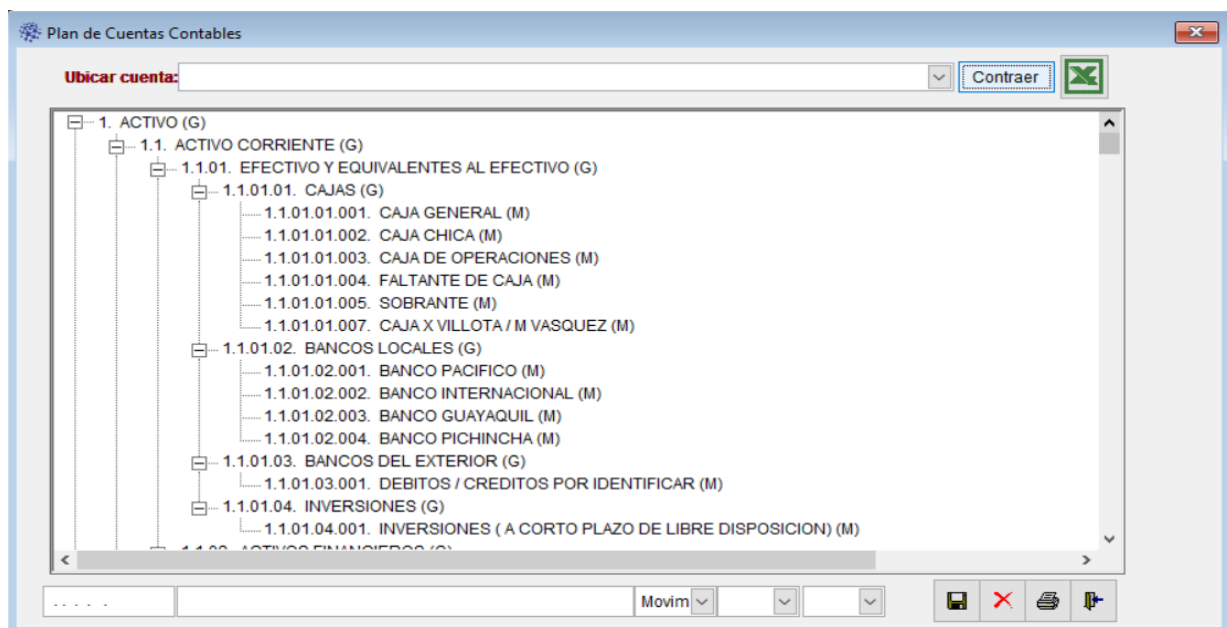 Plan de Cuentas Contables
Ubicar cuenta:
Contraer
1. ACTIVO (G)
1.1. ACTIVO CORRIENTE (G)
1.1.01. EFECTIVO Y EQUIVALENTES AL EFECTIVO (G)
1.1.01.01. CAJAS (G)
1.1.01.01.001. CAJA GENERAL (M)
1.1.01.01.002. CAJA CHICA (M)
1.1.01.01.003. CAJA DE OPERACIONES (M)
1.1.01.01.004. FALTANTE DE CAJA (M)
1.1.01.01.005. SOBRANTE (M)
1.1.01.01.007. CAJA X VILLOTA / M VASQUEZ (M)
1.1.01.02. BANCOS LOCALES (G)
1.1.01.02.001. BANCO PACIFICO (M)
1.1.01.02.002. BANCO INTERNACIONAL (M)
1.1.01.02.003. BANCO GUAYAQUIL (M)
1.1.01.02.004. BANCO PICHINCHA (M)
1.1.01.03. BANCOS DEL EXTERIOR (G)
1.1.01.03.001. DEBITOS / CREDITOS POR IDENTIFICAR (M)
1.1.01.04. INVERSIONES (G)
1.1.01.04.001. INVERSIONES ( A CORTO PLAZO DE LIBRE DISPOSICION) (M)
ACTIVOS FINANCIEROS (G)
. . . . .
Movim